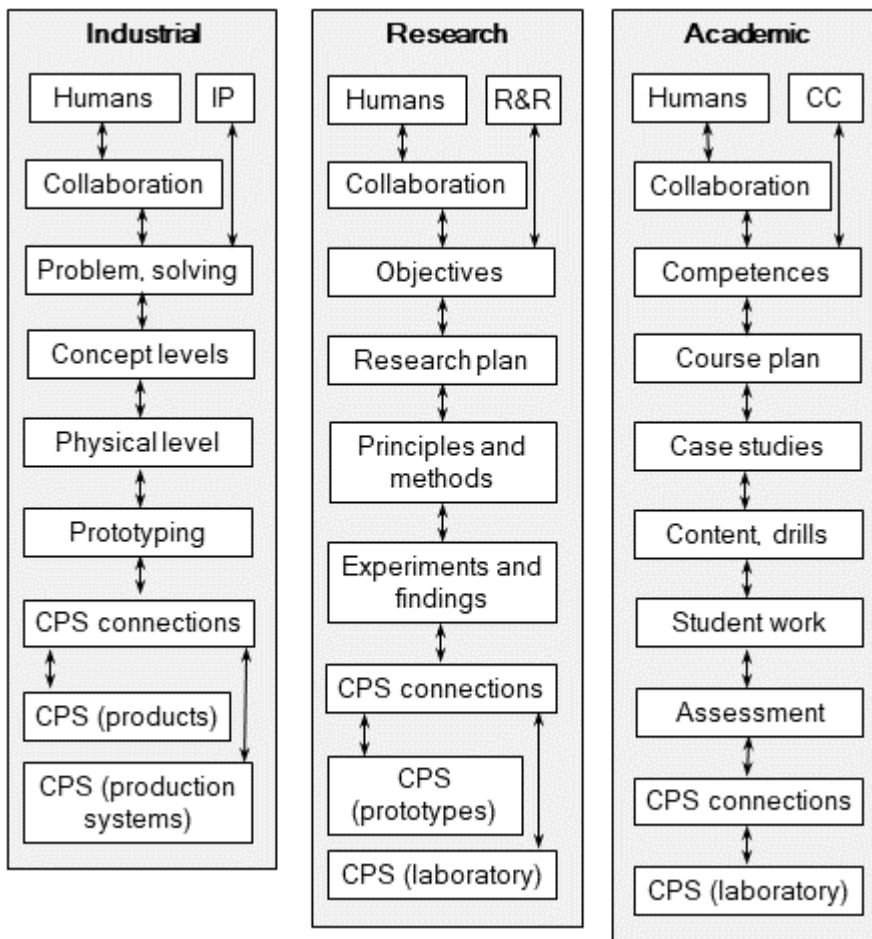 Industrial
Humans
IP
Collaboration
Problem, solving
Concept levels
Physical level
Prototyping
CPS connections
CPS (products)
CPS (production
systems)
Research
Humans
R&R
Collaboration
Objectives
Research plan
Principles and
methods
Experiments and
findings
CPS connections
CPS
(prototypes)
CPS (laboratory)
Academic
Humans
CC
Collaboration
Competences
Course plan
Case studies
Content, drills
Student work
Assessment
CPS connections
CPS (laboratory)